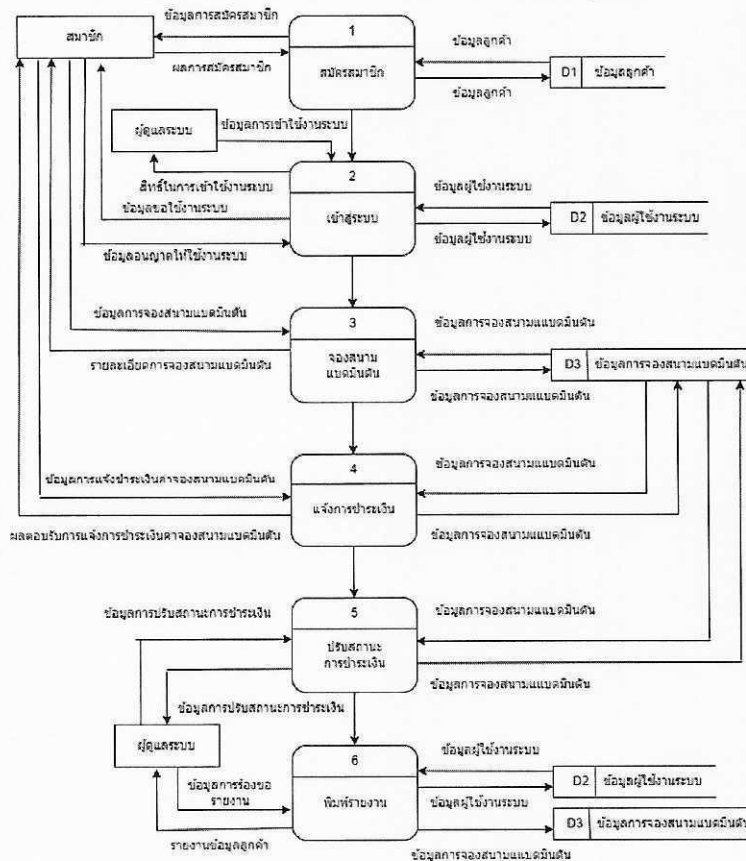 ข้อมูลการสมัครสมาชิก
สมาชิก
1
ข้อมูลลูกค้า
ผลการสมัครสมาชิก
สมัครสมาชิก
D1 ข้อมูลลูกค้า
ข้อมูลลูกค้า
ผู้ดูแลระบบ
ข้อมูลการเข้าใช้งานระบบ
2
สิทธิ์ในการเข้าใช้งานระบบ
ข้อมูลผู้ใช้งานระบบ
ข้อมูลขอใช้งานระบบ
เข้าสู่ระบบ
D2 ข้อมูลผู้ใช้งานระบบ
ข้อมูลผู้ใช้งานระบบ
ข้อมูลอนุญาตให้ใช้งานระบบ
ข้อมูลการจองสนามแบดมินตัน
3
ข้อมูลการจองสนามแบดมินตัน
จองสนาม
แบดมินตัน
รายละเอียดการจองสนามแบดมินตัน
D3 ข้อมูลการจองสนามแบดมินตัน
ข้อมูลการจองสนามแบดมินตัน
4
ข้อมูลการจองสนามแบดมินตัน
ข้อมูลการแจ้งชำระเงินค่าจองสนามแบดมินตัน
แจ้งการชำระเงิน
ผลตอบรับการแจ้งการชำระเงินค่าจองสนามแบดมินตัน
ข้อมูลการจองสนามแบดมินตัน
5
ข้อมูลการปรับสถานะการชำระเงิน
ข้อมูลการจองสนามแบดมินตัน
ปรับสถานะ
การชำระเงิน
ข้อมูลการจองสนามแบดมินตัน
ข้อมูลการปรับสถานะการชำระเงิน
ผู้ดูแลระบบ
6
ข้อมูลผู้ใช้งานระบบ
ข้อมูลการร้องขอ
รายงาน
พิมพ์รายงาน
D2 ข้อมูลผู้ใช้งานระบบ
ข้อมูลผู้ใช้งานระบบ
D3 ข้อมูลการจองสนามแบดมินตัน
รายงานข้อมูลลูกค้า
ข้อมูลการจองสนามแบดมินตัน